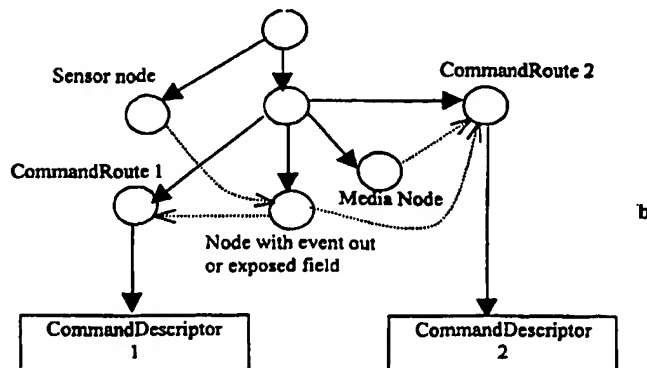 Sensor node
CommandRoute 2
CommandRoute 1
Media Node
Node with event out
or exposed field
b
CommandDescriptor
1
CommandDescriptor
2